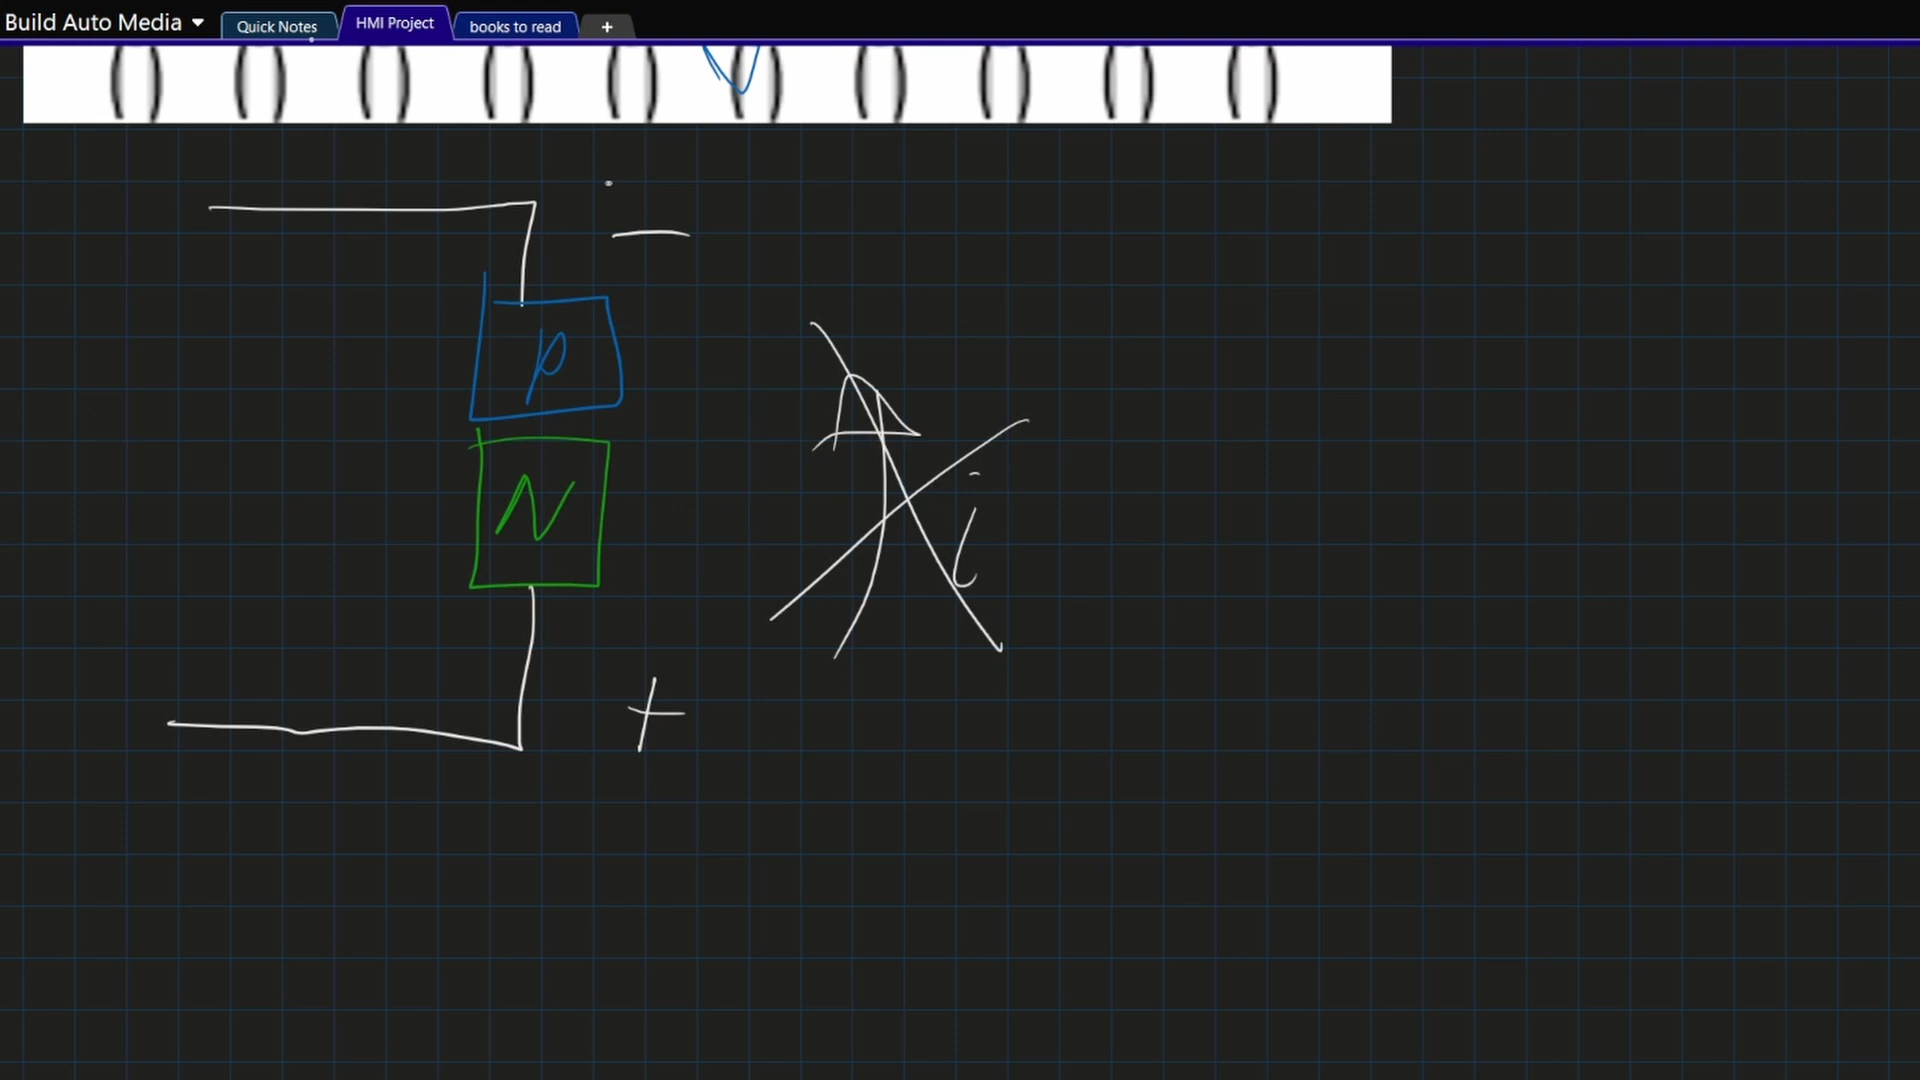 Build Auto Media
Quick Notes
HMI Project
books to read
+
−
P
N
i
+